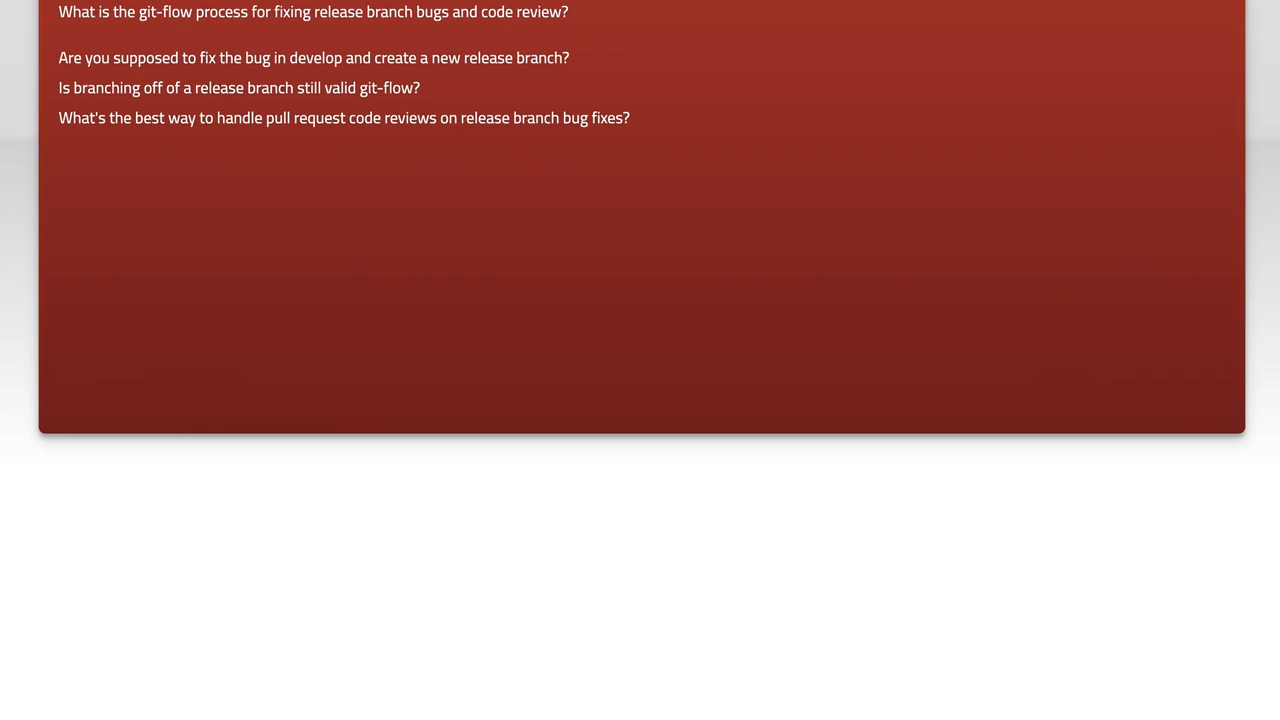 What is the git-flow process for fixing release branch bugs and code review?
Are you supposed to fix the bug in develop and create a new release branch?
Is branching off of a release branch still valid git-flow?
What's the best way to handle pull request code reviews on release branch bug fixes?